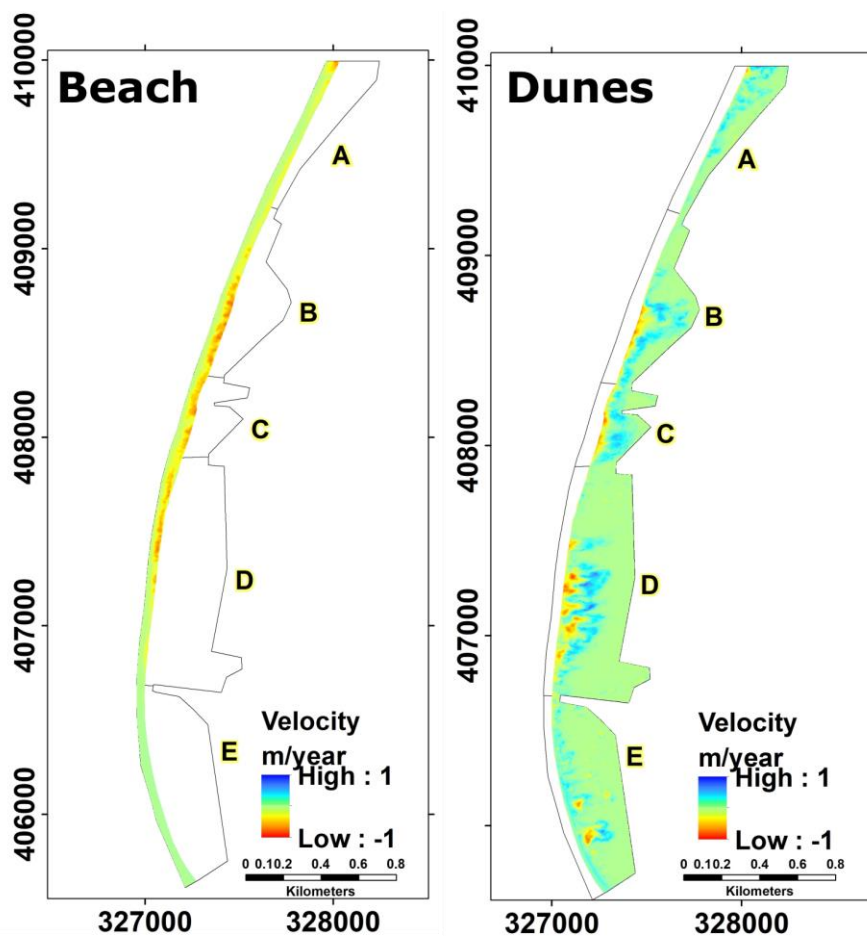 Beach
410000
409000
408000
407000
406000
A
B
C
D
E
Velocity
m/year
High : 1
Low : -1
0 0.10.2 0.4 0.6 0.8
Kilometers
327000 328000
Dunes
410000
409000
408000
407000
A
B
C
D
E
Velocity
m/year
High : 1
Low : -1
0 0.10.2 0.4 0.6 0.8
Kilometers
327000 328000